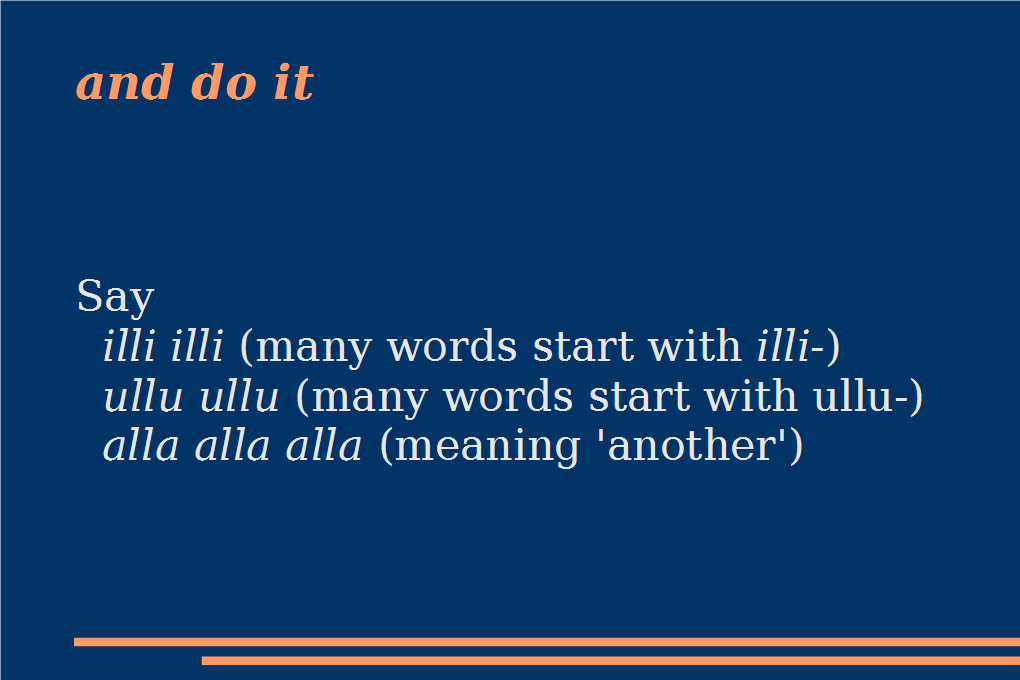 and do it
Say
illi illi (many words start with illi-)
ullu ullu (many words start with ullu-)
alla alla alla (meaning 'another')